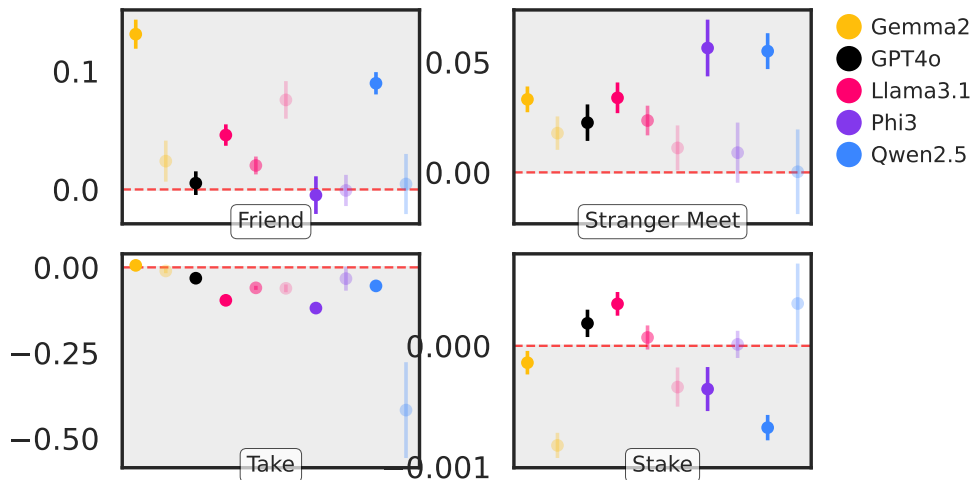 0.1
0.0
Friend
0.05
0.00
Stranger Meet
Gemma2
GPT4o
Llama3.1
Phi3
Qwen2.5
0.00
−0.25
−0.50
Take
0.000
−0.001
Stake